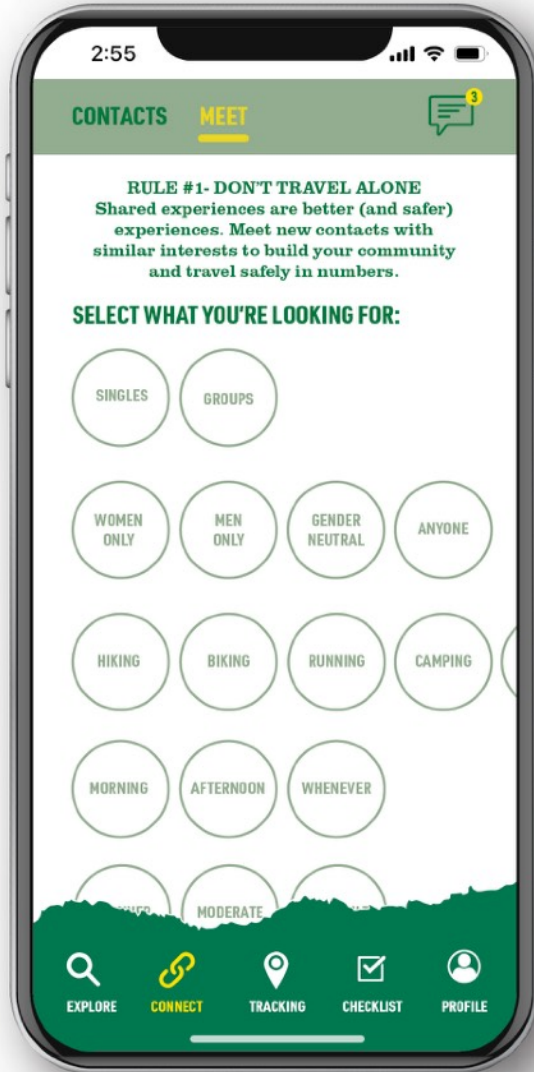 2:55
CONTACTS MEET 3
RULE #1- DON'T TRAVEL ALONE
Shared experiences are better (and safer)
experiences. Meet new contacts with
similar interests to build your community
and travel safely in numbers.
SELECT WHAT YOU'RE LOOKING FOR:
SINGLES GROUPS
WOMEN ONLY MEN ONLY GENDER NEUTRAL ANYONE
HIKING BIKING RUNNING CAMPING
MORNING AFTERNOON WHENEVER
MODERATE
EXPLORE CONNECT TRACKING CHECKLIST PROFILE